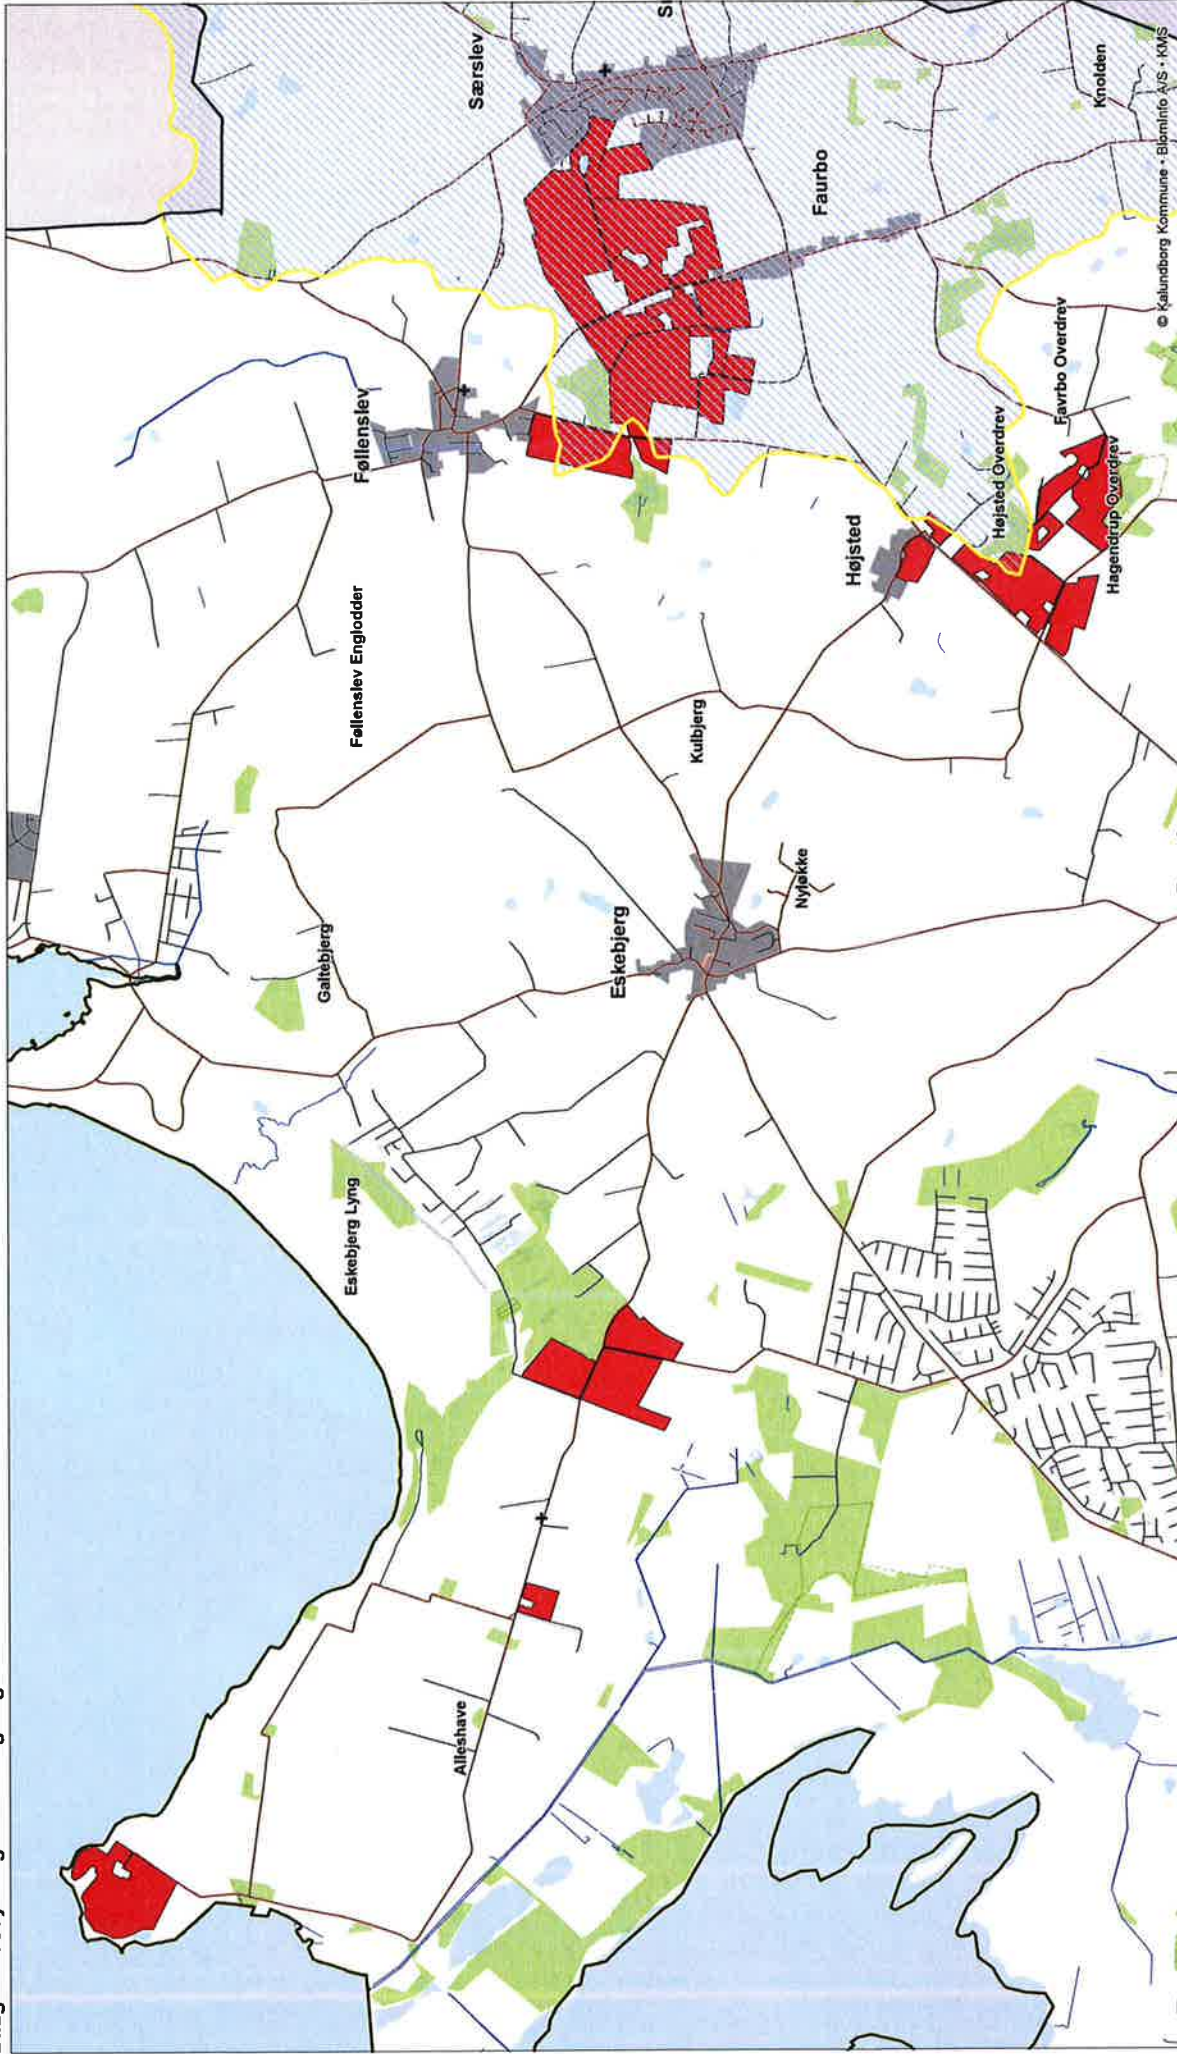 Særslev
Føllenslev
Faurbo
Knolden
Føllenslev Englodder
Højsted
Højsted Overdrev
Favrbo Overdrev
Hagendrup Overdrev
Kulbjerg
Galtebjerg
Eskebjerg
Nyløkke
Eskebjerg Lyng
Alleshave
© Kalundborg Kommune • BlomInfo A/S • KMS